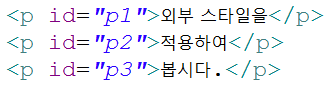 <p id="p1">외부 스타일을</p>
<p id="p2">적용하여</p>
<p id="p3">봅시다.</p>